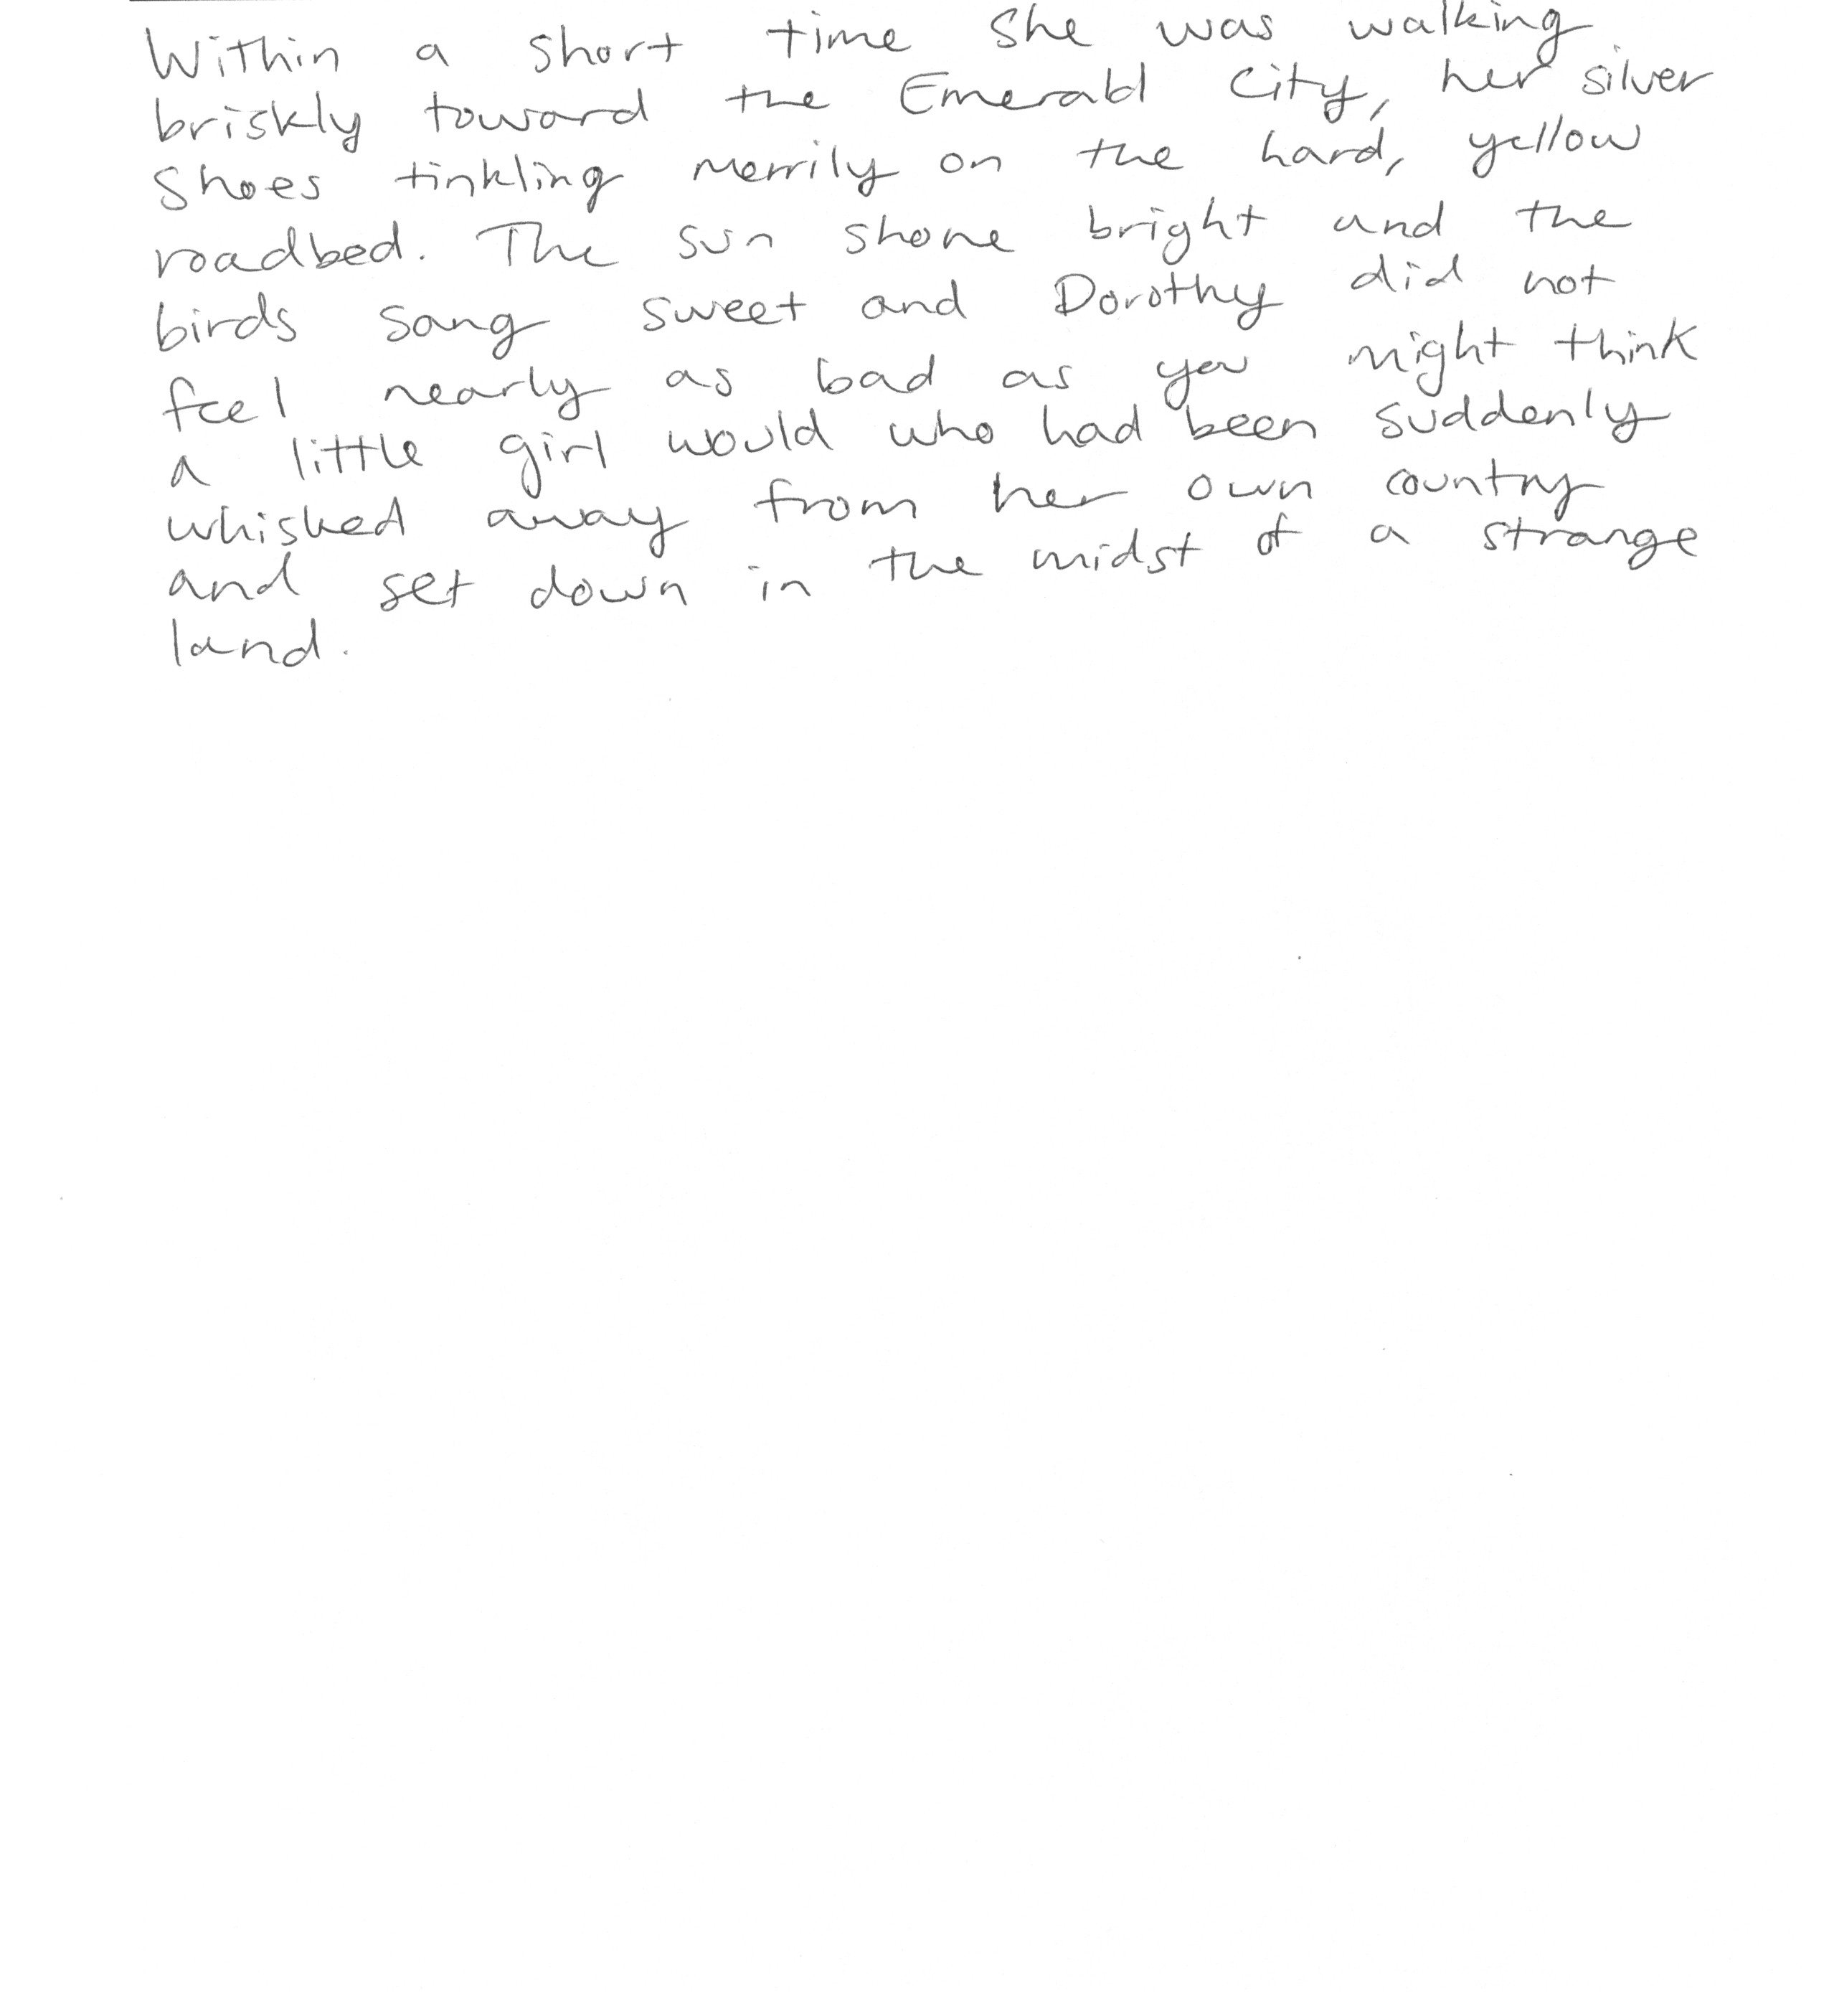 Within a short time she was walking
briskly toward the Emerald City, her silver
shoes tinkling merrily on the hard, yellow
roadbed. The sun shone bright and the
birds sang sweet and Dorothy did not
feel nearly as bad as you might think
a little girl would who had been suddenly
whisked away from her own country
and set down in the midst of a strange
land.